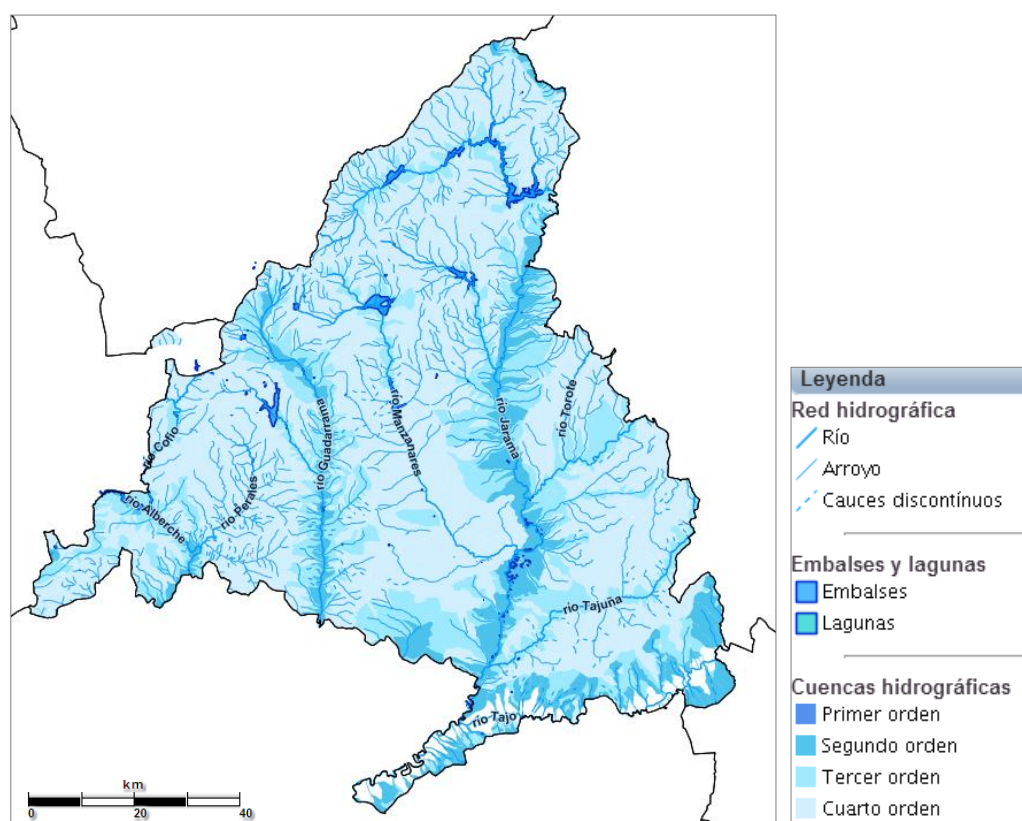 río Cofio
río Alberche
río Perales
río Guadarrama
río Manzanares
río Jarama
río Torote
río Tajuña
río Tajo
km
0
20
40
Leyenda
Red hidrográfica
Río
Arroyo
Cauces discontínuos
Embalses y lagunas
Embalses
Lagunas
Cuencas hidrográficas
Primer orden
Segundo orden
Tercer orden
Cuarto orden